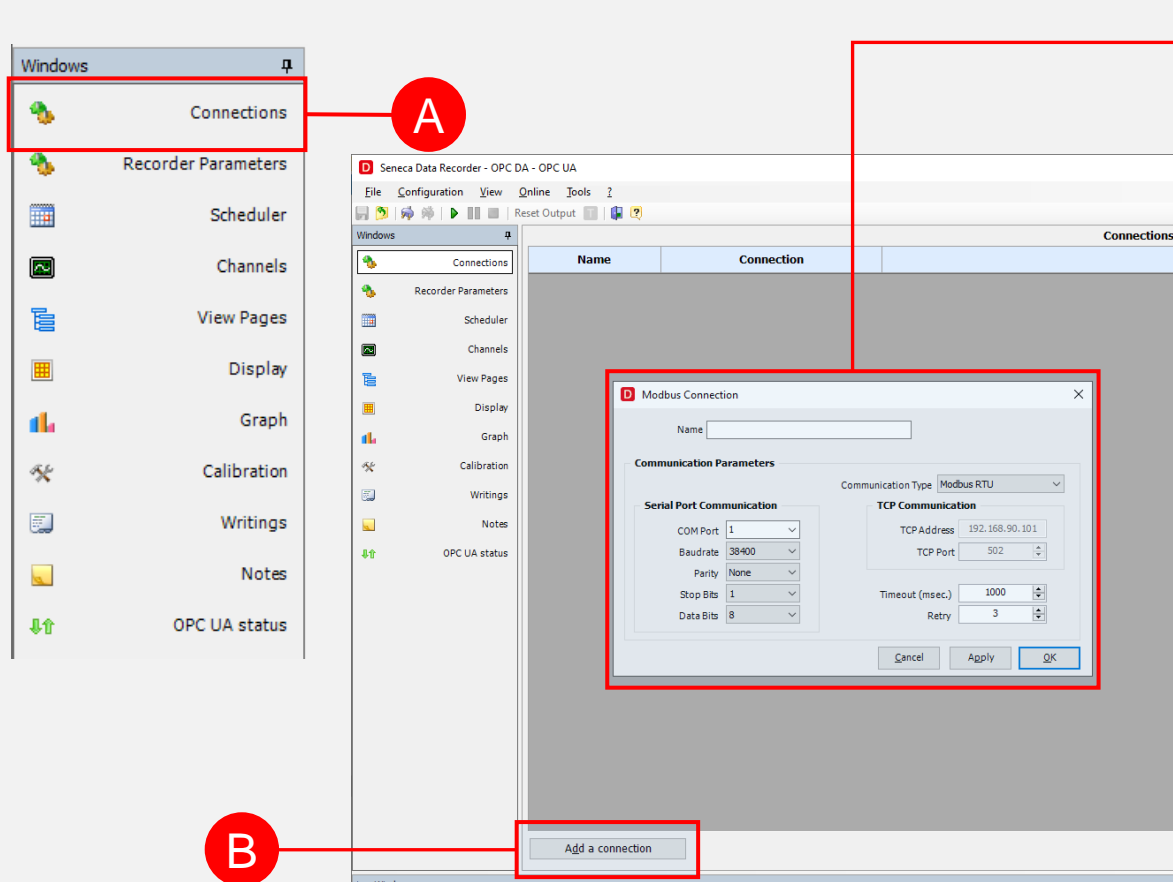 Windows
Connections
Recorder Parameters
Scheduler
Channels
View Pages
Display
Graph
Calibration
Writings
Notes
OPC UA status
A
D Seneca Data Recorder - OPC DA - OPC UA
File Configuration View Online Tools ?
Reset Output
Windows
Connections
Recorder Parameters
Scheduler
Channels
View Pages
Display
Graph
Calibration
Writings
Notes
OPC UA status
Connections
Name Connection
D Modbus Connection
Name
Communication Parameters
Communication Type Modbus RTU
Serial Port Communication
COM Port 1
Baudrate 38400
Parity None
Stop Bits 1
Data Bits 8
TCP Communication
TCP Address 192.168.90.101
TCP Port 502
Timeout (msec.) 1000
Retry 3
Cancel Apply OK
B
Add a connection